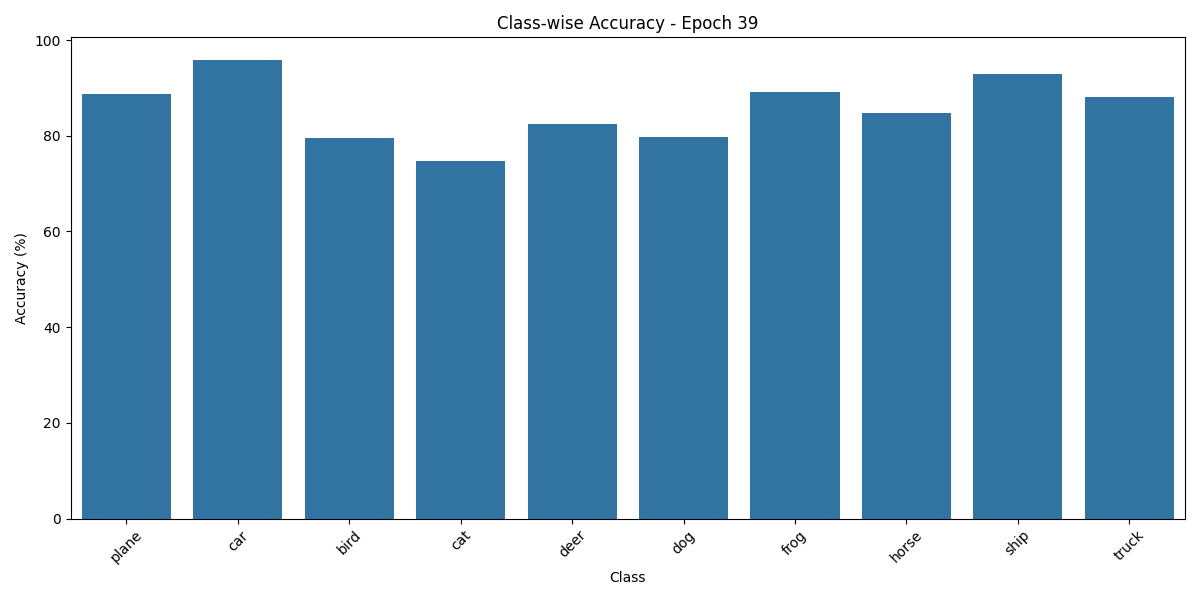 Class-wise Accuracy - Epoch 39
100
80
60
40
20
0
Accuracy (%)
plane
car
bird
cat
deer
dog
frog
horse
ship
truck
Class